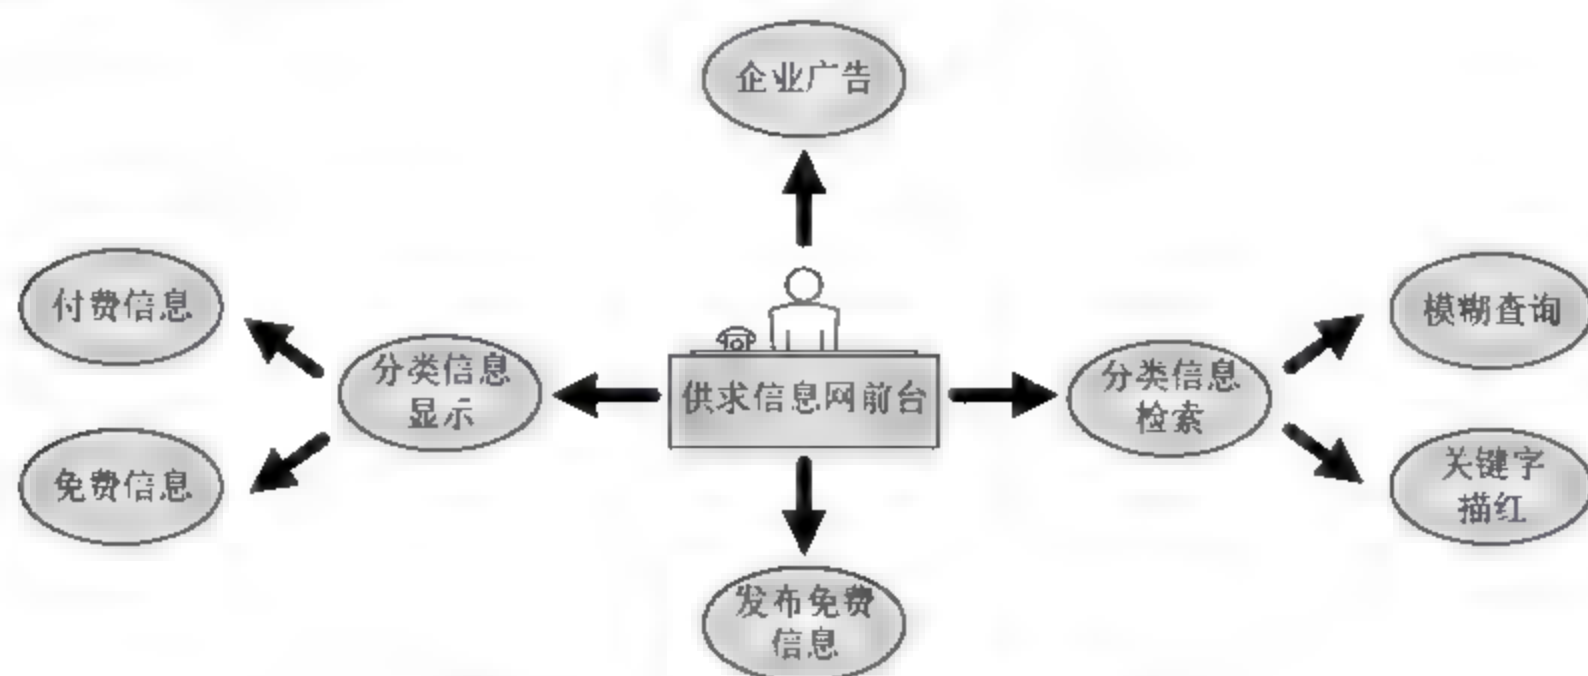 企业广告
付费信息
模糊查询
分类信息
显示
供求信息网前台
分类信息
检索
免费信息
关键字
描红
发布免费
信息